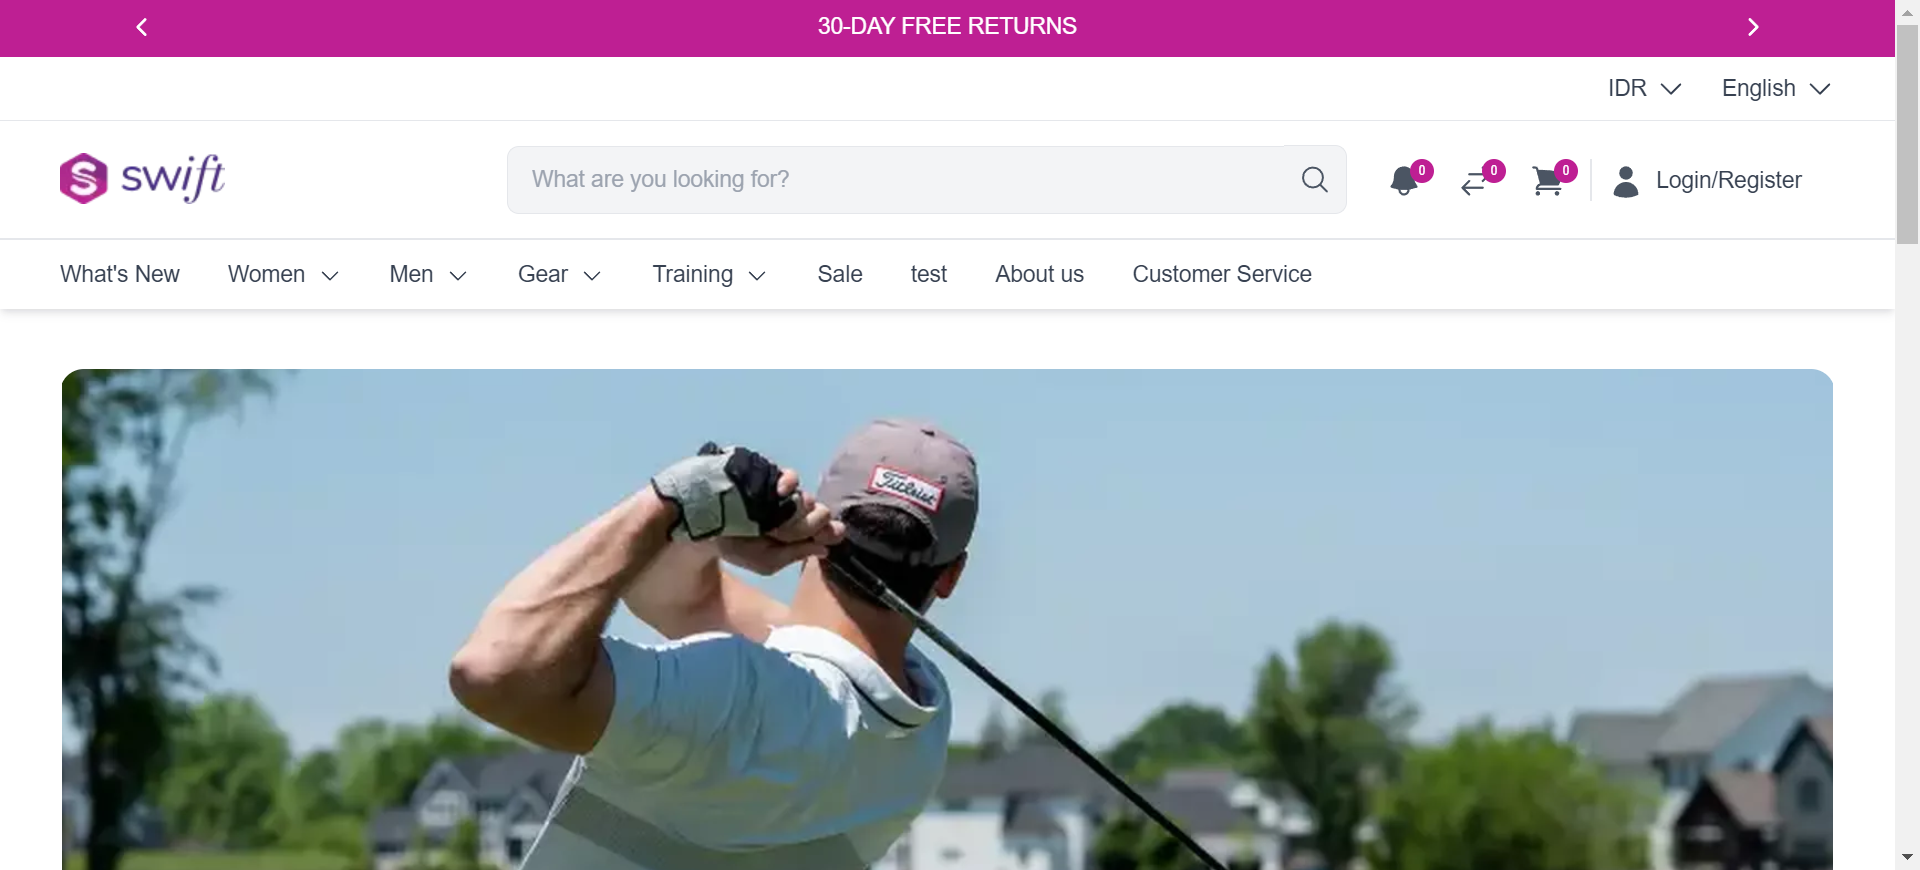 30-DAY FREE RETURNS
IDR English
swift
What are you looking for?
0 0 0 Login/Register
What's New Women Men Gear Training Sale test About us Customer Service
Titleist